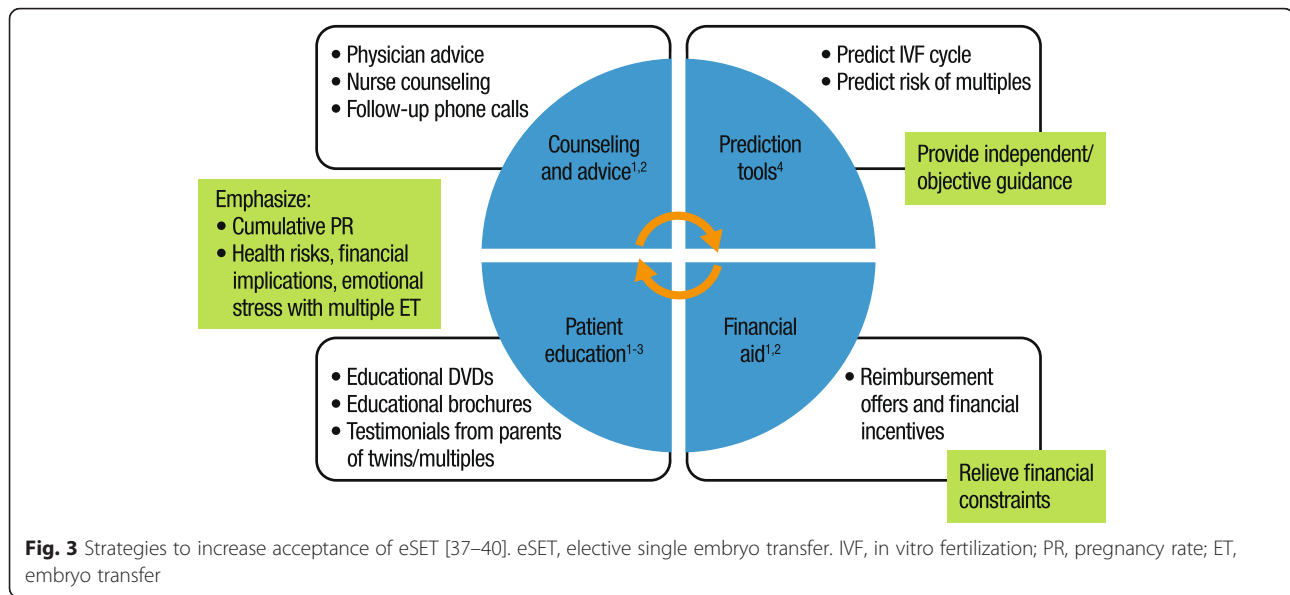 • Physician advice
• Nurse counseling
• Follow-up phone calls
Counseling
and advice1,2
• Predict IVF cycle
• Predict risk of multiples
Prediction
tools4
Provide independent/
objective guidance
Emphasize:
• Cumulative PR
• Health risks, financial
implications, emotional
stress with multiple ET
Patient
education1-3
• Educational DVDs
• Educational brochures
• Testimonials from parents
of twins/multiples
Financial
aid1,2
• Reimbursement
offers and financial
incentives
Relieve financial
constraints
Fig. 3 Strategies to increase acceptance of eSET [37–40]. eSET, elective single embryo transfer. IVF, in vitro fertilization; PR, pregnancy rate; ET,
embryo transfer